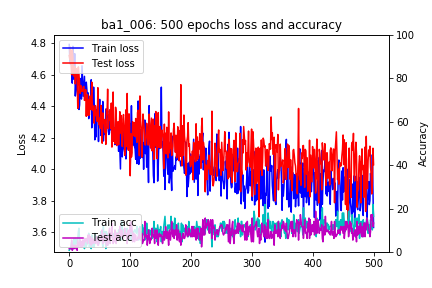 ba1_006: 500 epochs loss and accuracy
4.8
4.6
4.4
4.2
4.0
3.8
3.6
Loss
Train loss
Test loss
Train acc
Test acc
100
80
60
40
20
0
Accuracy
0 100 200 300 400 500